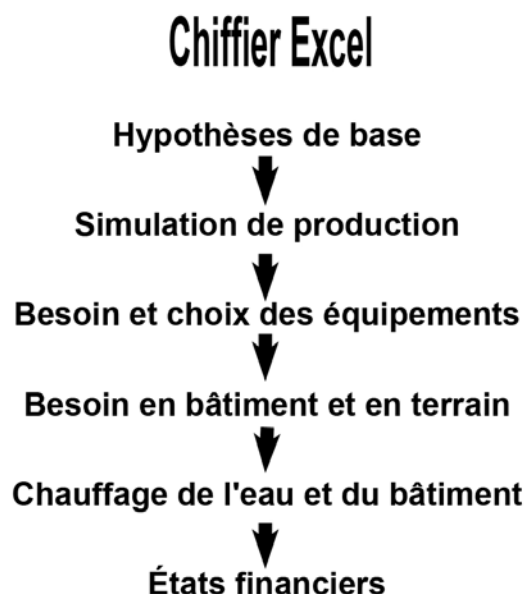 Chiffier Excel
Hypothèses de base
Simulation de production
Besoin et choix des équipements
Besoin en bâtiment et en terrain
Chauffage de l'eau et du bâtiment
États financiers